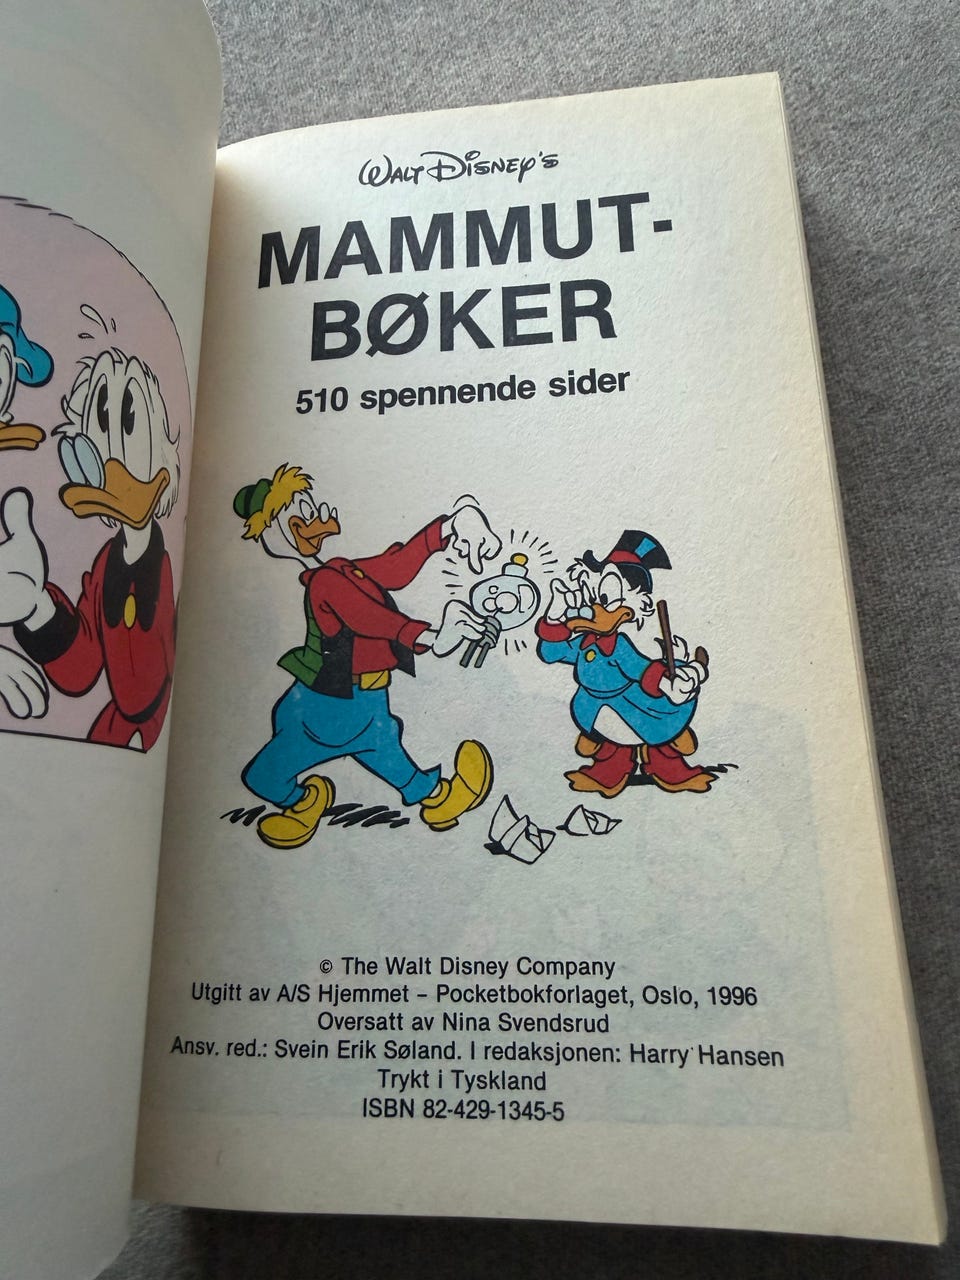 Walt Disney's
MAMMUT-
BØKER
510 spennende sider
© The Walt Disney Company
Utgitt av A/S Hjemmet – Pocketbokforlaget, Oslo, 1996
Oversatt av Nina Svendsrud
Ansv. red.: Svein Erik Søland. I redaksjonen: Harry Hansen
Trykt i Tyskland
ISBN 82-429-1345-5